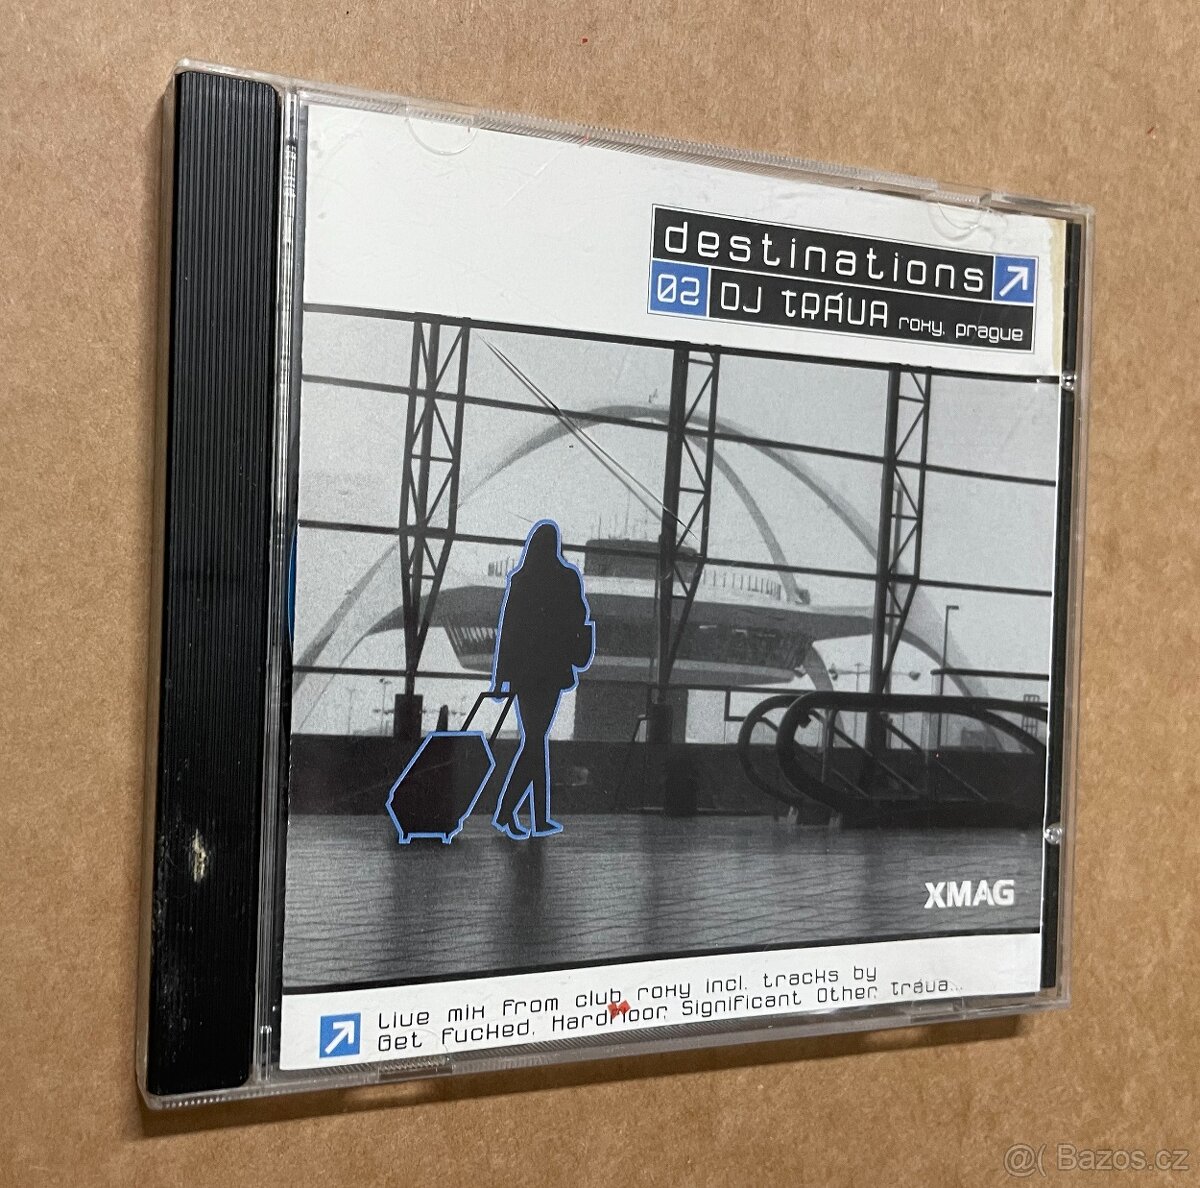 destinations
02 DJ TRÁVA roxy, prague
XMAG
Live mix from club roxy incl. tracks by
Get Fucked, Hardfloor, Significant Other, Tráva...
@( Bazos.cz